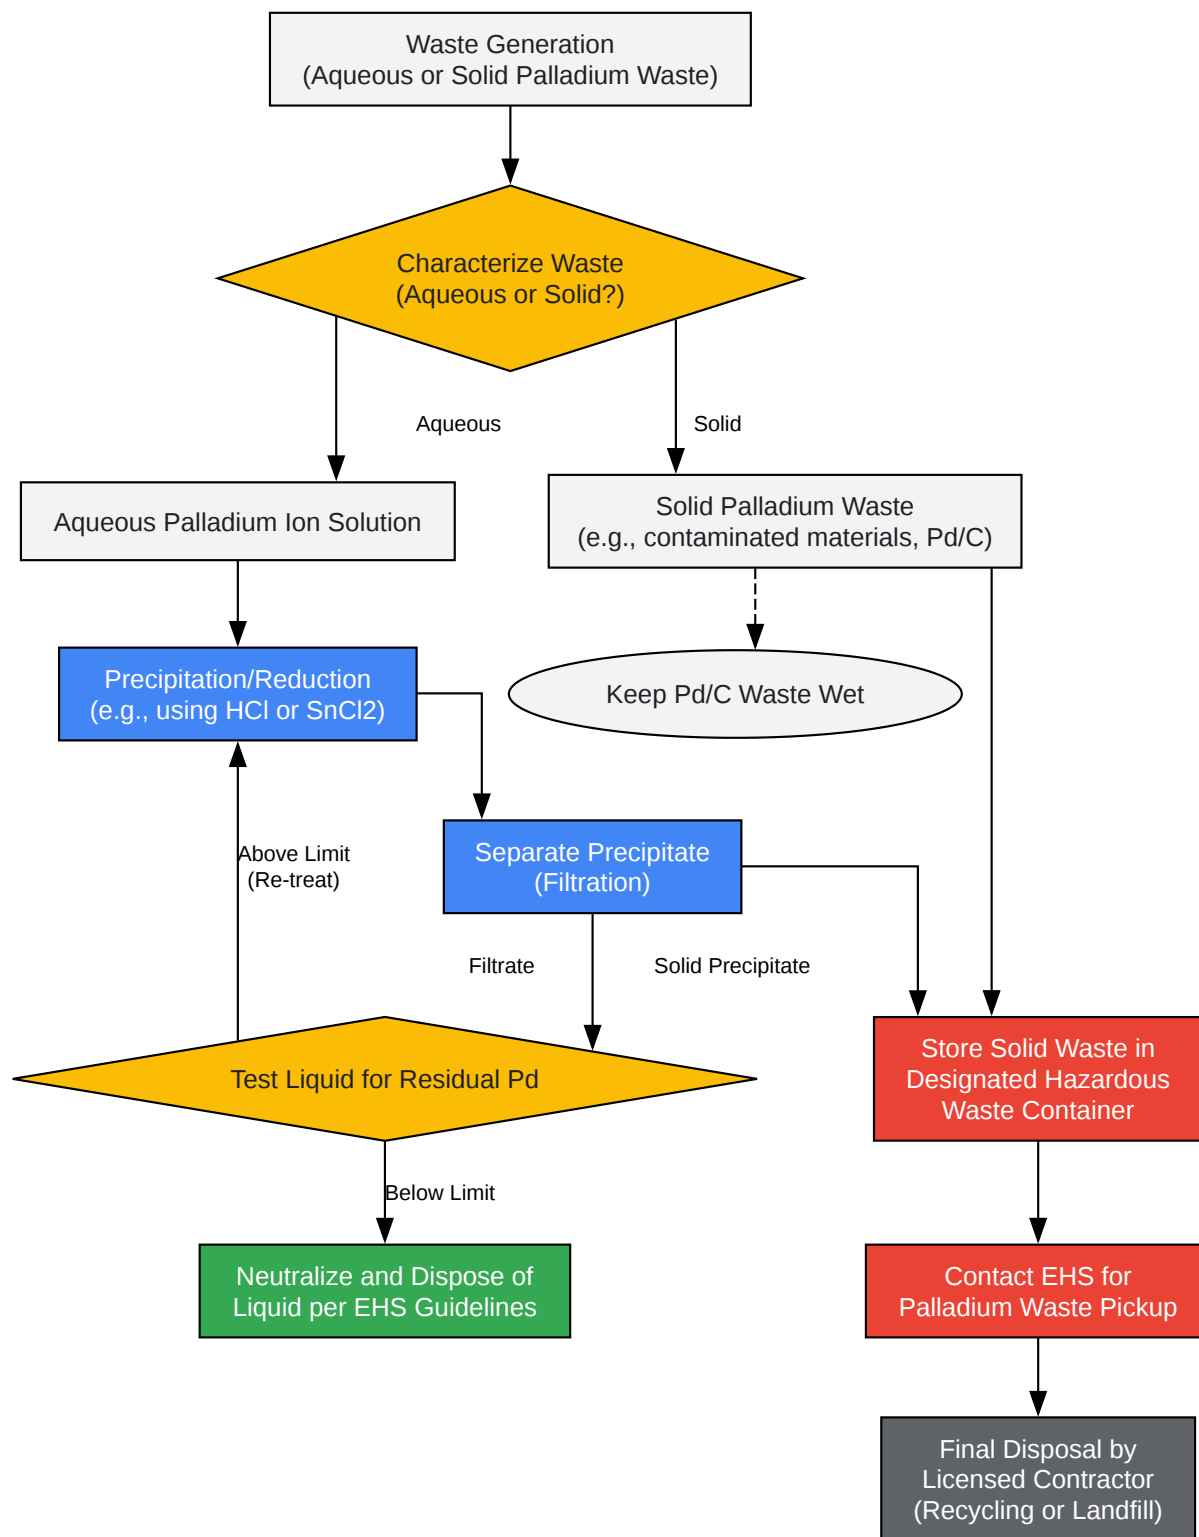 Waste Generation
(Aqueous or Solid Palladium Waste)
Characterize Waste
(Aqueous or Solid?)
Aqueous
Solid
Aqueous Palladium Ion Solution
Solid Palladium Waste
(e.g., contaminated materials, Pd/C)
Precipitation/Reduction
(e.g., using HCl or SnCl2)
Keep Pd/C Waste Wet
Above Limit
(Re-treat)
Separate Precipitate
(Filtration)
Filtrate
Solid Precipitate
Test Liquid for Residual Pd
Store Solid Waste in
Designated Hazardous
Waste Container
Below Limit
Neutralize and Dispose of
Liquid per EHS Guidelines
Contact EHS for
Palladium Waste Pickup
Final Disposal by
Licensed Contractor
(Recycling or Landfill)